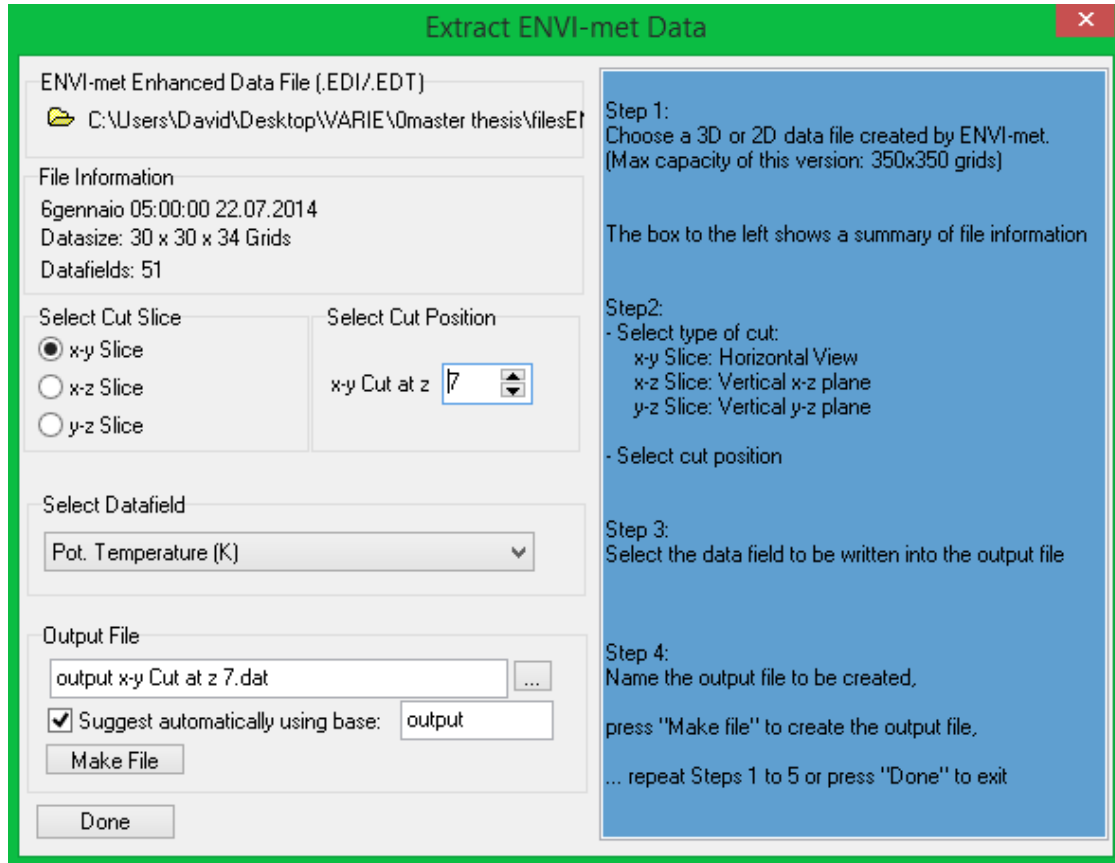 Extract ENVI-met Data
x
ENVI-met Enhanced Data File (.EDI/.EDT)
C:\Users\David\Desktop\VARIE\0master thesis\filesEN
File Information
6gennaio 05:00:00 22.07.2014
Datasize: 30 x 30 x 34 Grids
Datafields: 51
Select Cut Slice
x-y Slice
x-z Slice
y-z Slice
Select Cut Position
x-y Cut at z 7
Select Datafield
Pot. Temperature (K)
Output File
output x-y Cut at z 7.dat
...
Suggest automatically using base: output
Make File
Done
Step 1:
Choose a 3D or 2D data file created by ENVI-met.
(Max capacity of this version: 350x350 grids)
The box to the left shows a summary of file information
Step2:
- Select type of cut:
x-y Slice: Horizontal View
x-z Slice: Vertical x-z plane
y-z Slice: Vertical y-z plane
- Select cut position
Step 3:
Select the data field to be written into the output file
Step 4:
Name the output file to be created,
press "Make file" to create the output file,
... repeat Steps 1 to 5 or press "Done" to exit